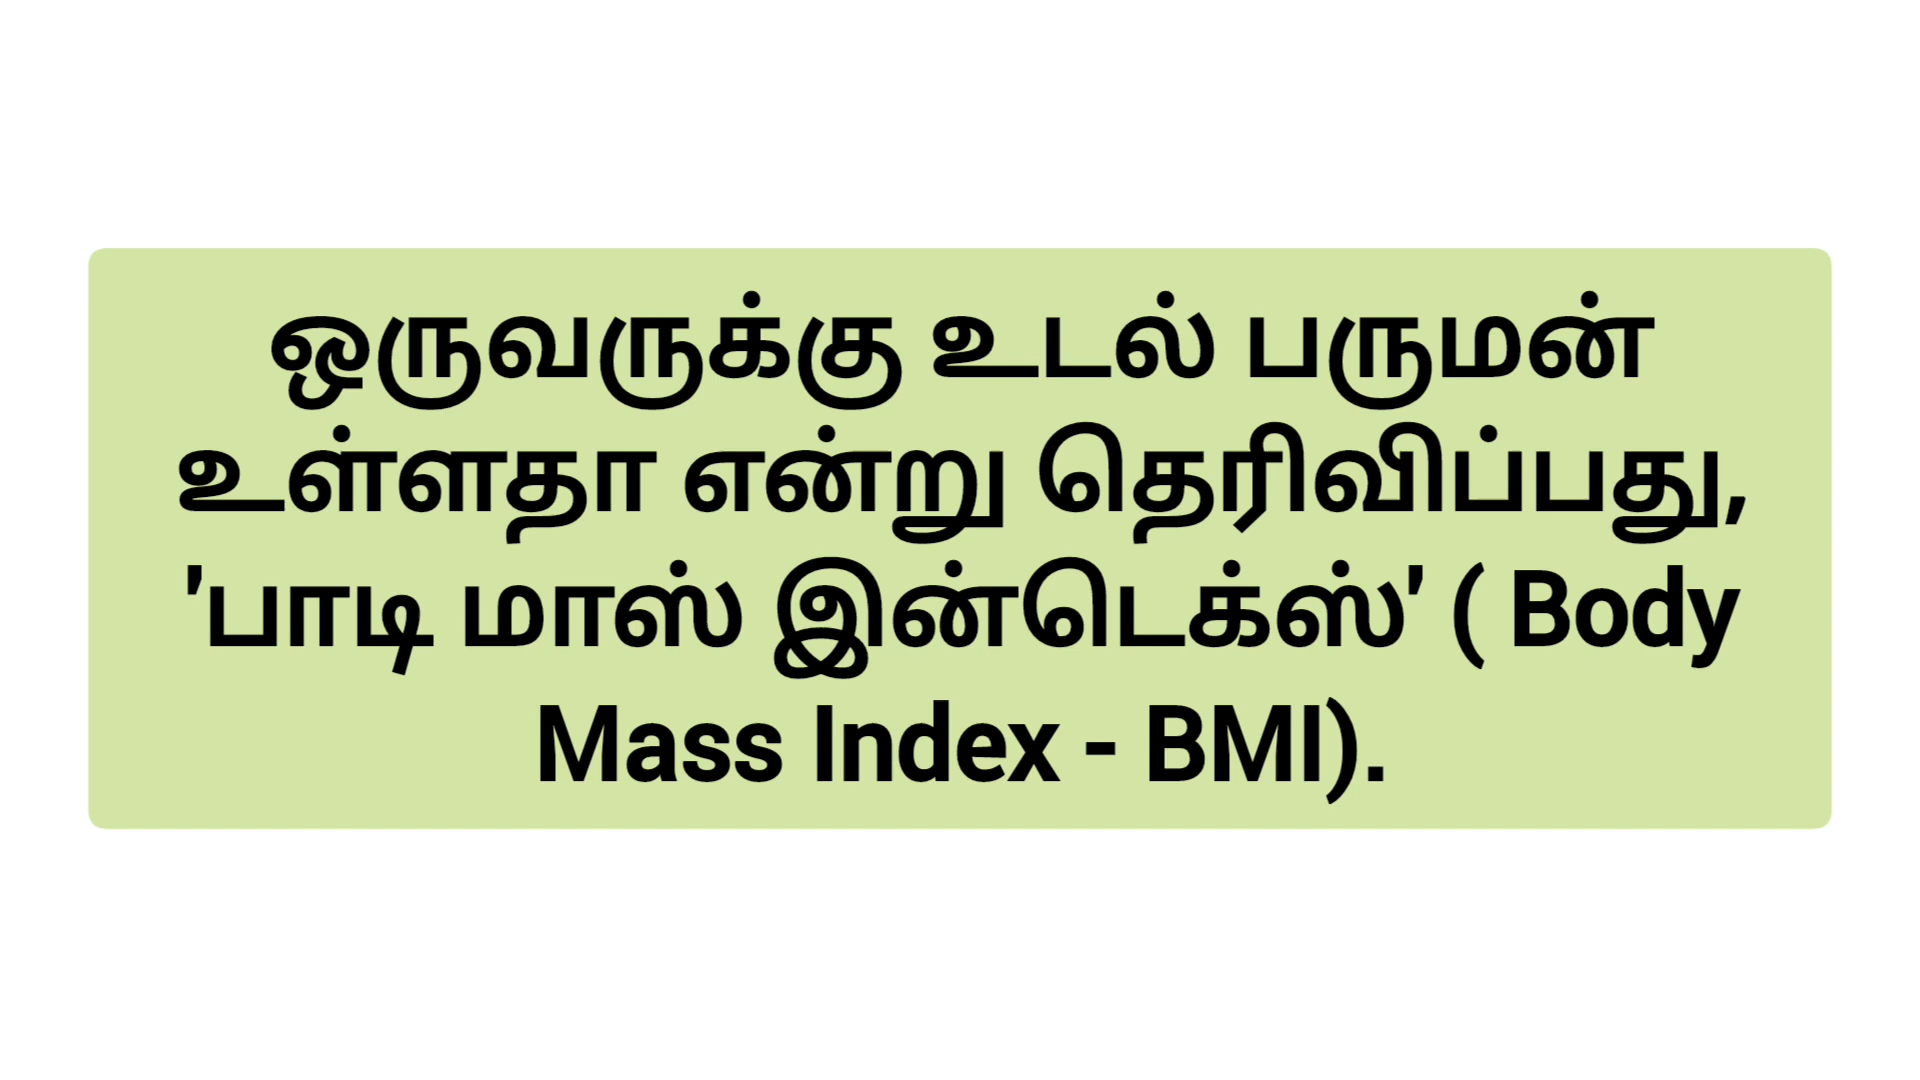 ஒருவருக்கு உடல் பருமன்
உள்ளதா என்று தெரிவிப்பது,
'பாடி மாஸ் இன்டெக்ஸ்' ( Body
Mass Index - BMI).